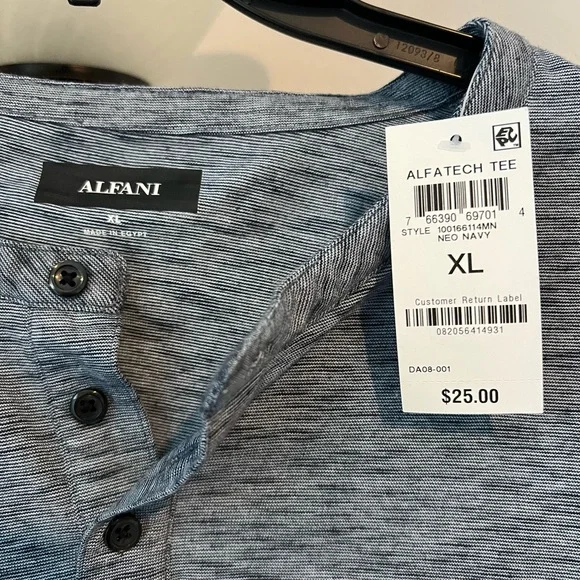 12093/8
ALFANI
XL
MADE IN EGYPT
ALFATECH TEE
7 66390 69701 4
STYLE 100166114MN
NEO NAVY
XL
Customer Return Label
082056414931
DA08-001
$25.00